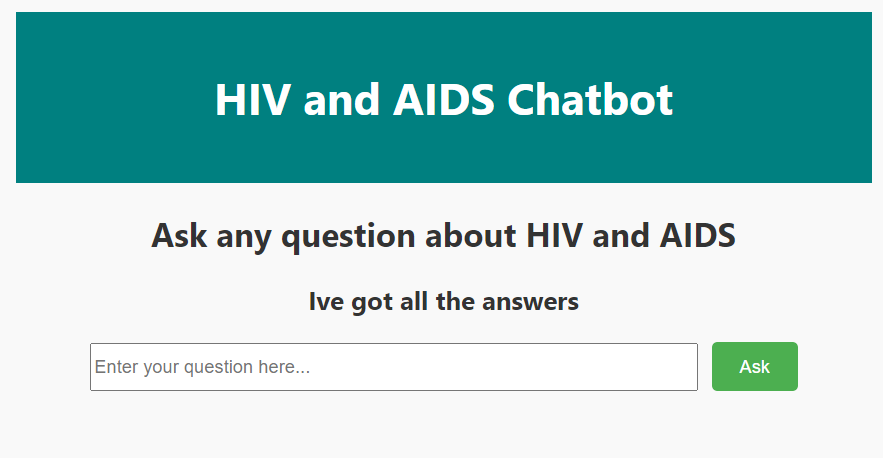 HIV and AIDS Chatbot
Ask any question about HIV and AIDS
Ive got all the answers
Enter your question here...
Ask